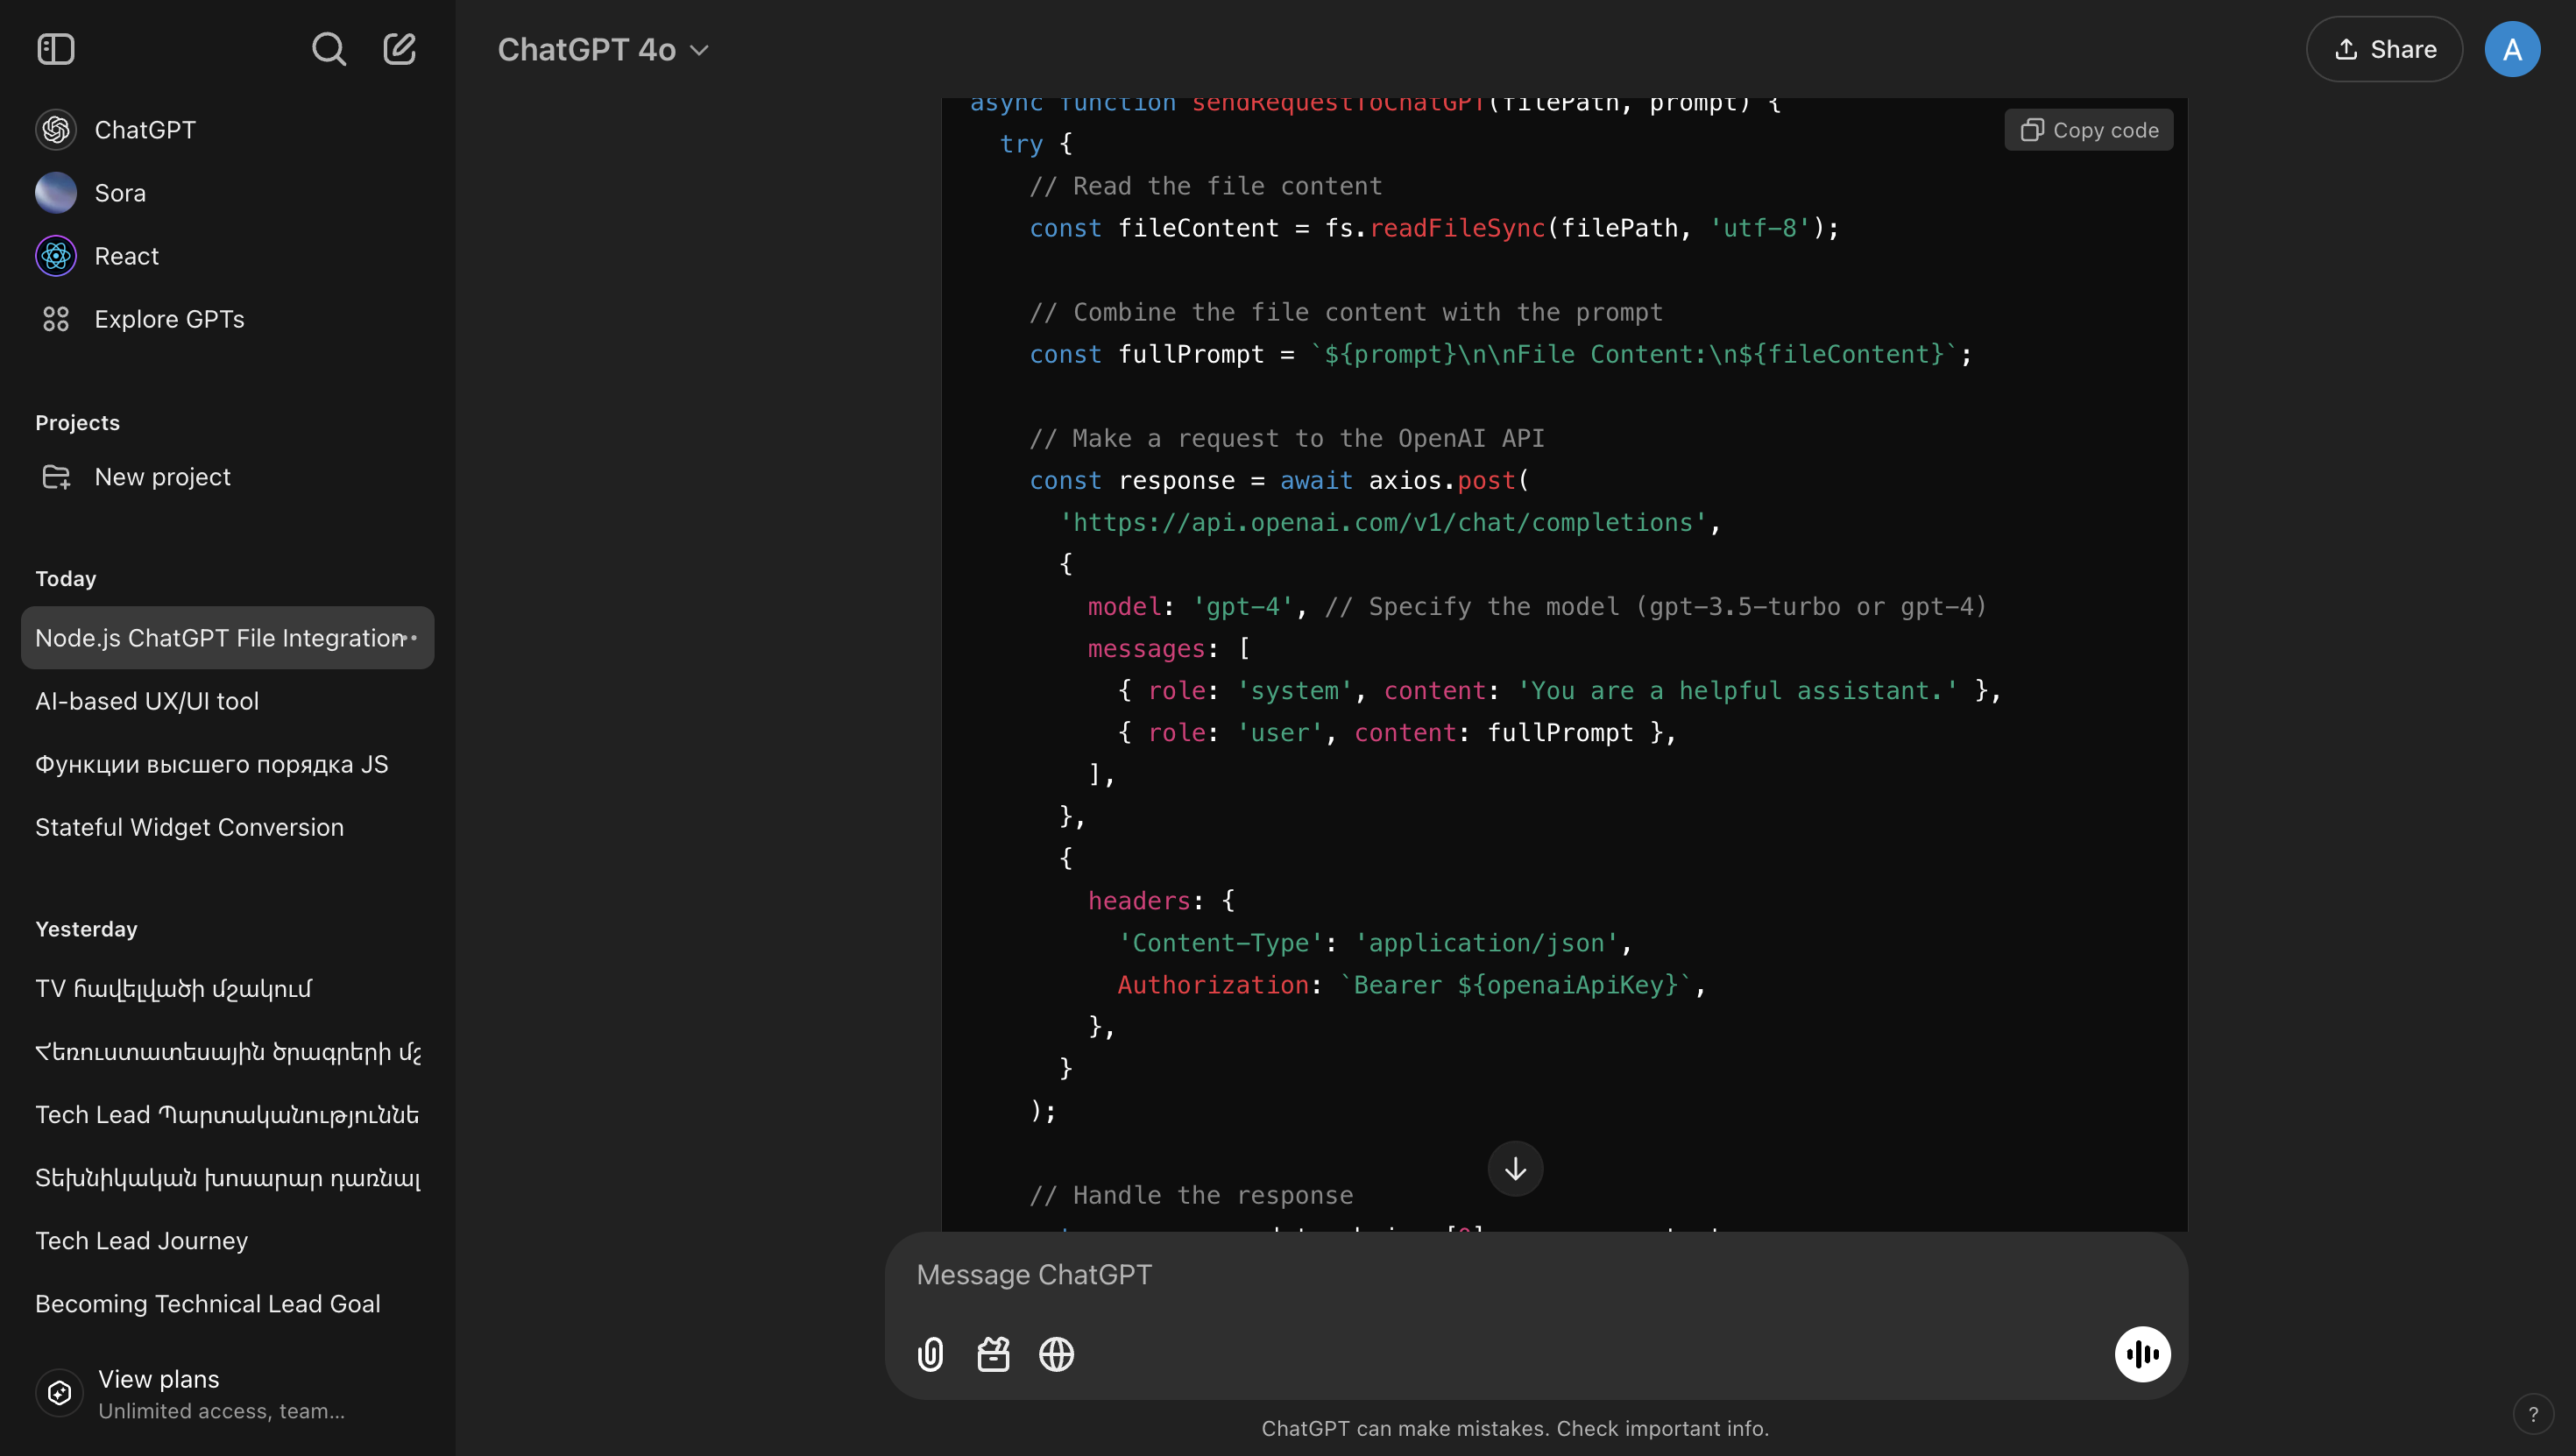 ChatGPT
Sora
React
Explore GPTs
Projects
New project
Today
Node.js ChatGPT File Integration
AI-based UX/UI tool
Функции высшего порядка JS
Stateful Widget Conversion
Yesterday
TV հավելվածի մշակում
Հեռուստատեսային ծրագրերի մշ
Tech Lead Պարտականություննե
Տեխնիկական խոսարար դառնալ
Tech Lead Journey
Becoming Technical Lead Goal
View plans
Unlimited access, team...
ChatGPT 4o
Share
A
async function sendRequestToChatGPT(filePath, prompt) {
Copy code
try {
// Read the file content
const fileContent = fs.readFileSync(filePath, 'utf-8');
// Combine the file content with the prompt
const fullPrompt = `${prompt}\n\nFile Content:\n${fileContent}`;
// Make a request to the OpenAI API
const response = await axios.post(
'https://api.openai.com/v1/chat/completions',
{
model: 'gpt-4', // Specify the model (gpt-3.5-turbo or gpt-4)
messages: [
{ role: 'system', content: 'You are a helpful assistant.' },
{ role: 'user', content: fullPrompt },
],
},
{
headers: {
'Content-Type': 'application/json',
Authorization: `Bearer ${openaiApiKey}`,
},
}
);
// Handle the response
Message ChatGPT
ChatGPT can make mistakes. Check important info.
?